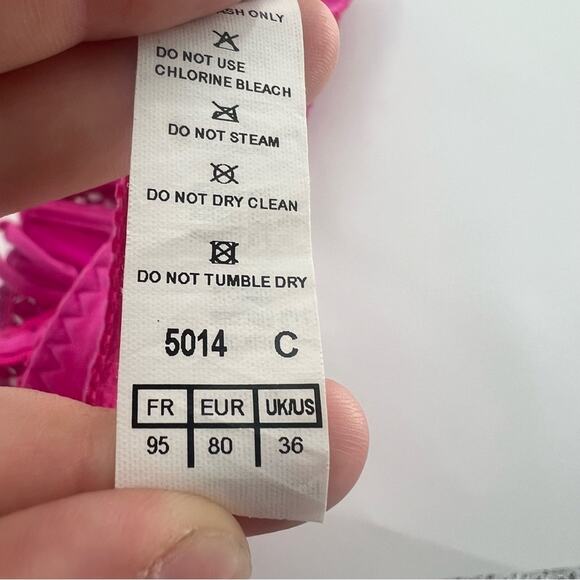 ONLY
DO NOT USE
CHLORINE BLEACH
DO NOT STEAM
DO NOT DRY CLEAN
DO NOT TUMBLE DRY
5014 C
FR EUR UK/US
95 80 36